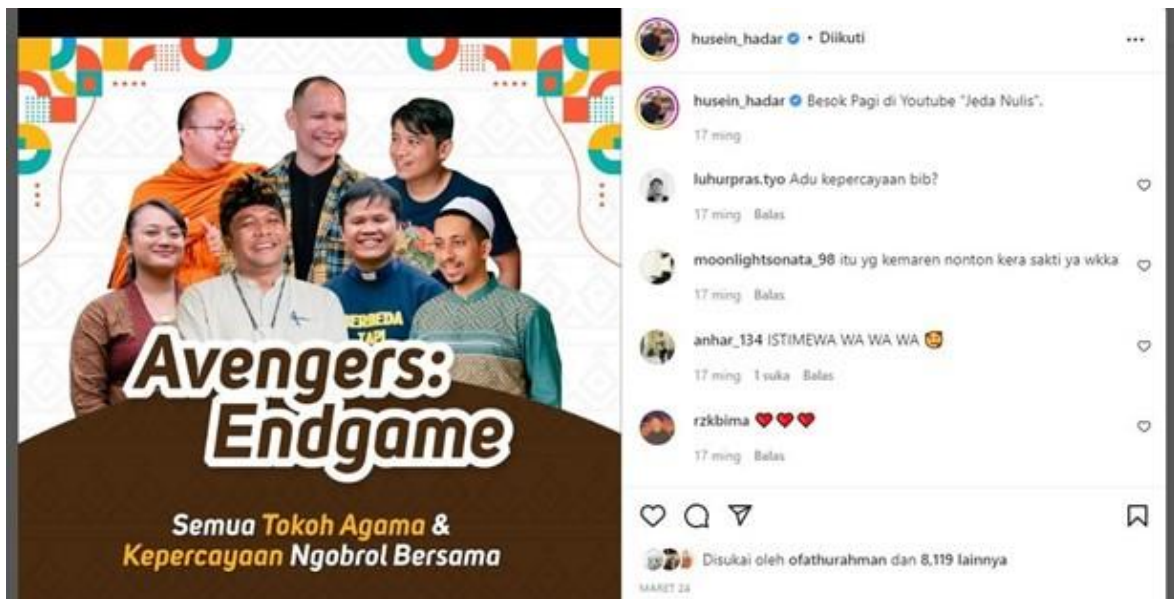 BERBEDA
TAPI
Avengers:
Endgame
Semua Tokoh Agama &
Kepercayaan Ngobrol Bersama
husein_hadar • Diikuti
husein_hadar Besok Pagi di Youtube "Jeda Nulis".
17 ming
luhurpras.tyo Adu kepercayaan bib?
17 ming Balas
moonlightsonata_98 itu yg kemaren nonton kera sakti ya wkka
17 ming Balas
anhar_134 ISTIMEWA WA WA WA 🥰
17 ming 1 suka Balas
rzkbima ❤️❤️❤️
17 ming Balas
Disukai oleh ofathurahman dan 8,119 lainnya
MARET 24